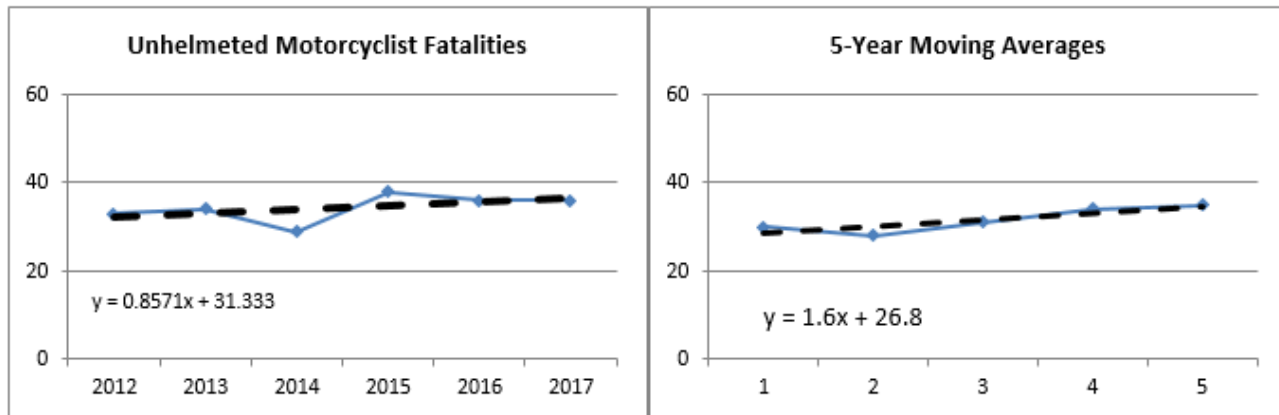 Unhelmeted Motorcyclist Fatalities
60
40
20
0
y = 0.8571x + 31.333
2012 2013 2014 2015 2016 2017
5-Year Moving Averages
60
40
20
0
y = 1.6x + 26.8
1 2 3 4 5